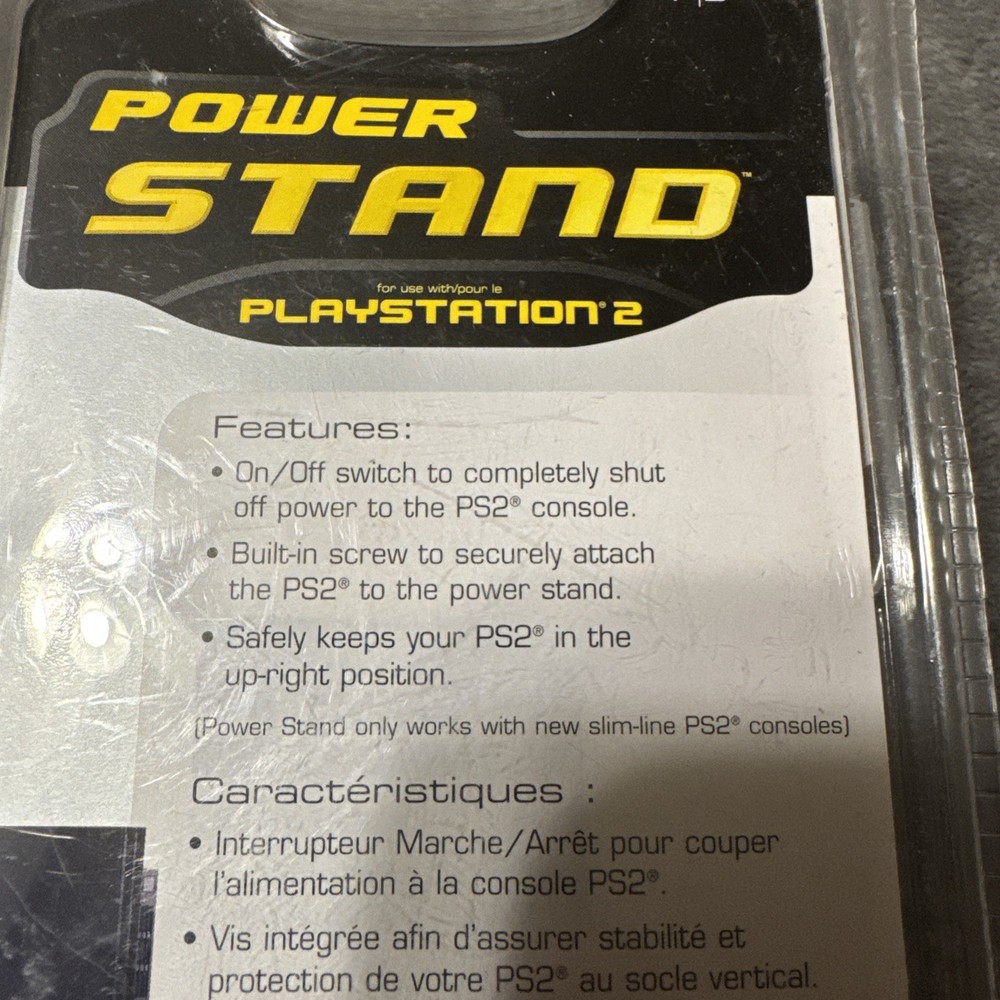 POWER
STAND™
for use with/pour le
PLAYSTATION® 2
Features:
• On/Off switch to completely shut
off power to the PS2® console.
• Built-in screw to securely attach
the PS2® to the power stand.
• Safely keeps your PS2® in the
up-right position.
(Power Stand only works with new slim-line PS2® consoles)
Caractéristiques :
• Interrupteur Marche/Arrêt pour couper
l'alimentation à la console PS2®.
• Vis intégrée afin d'assurer stabilité et
protection de votre PS2® au socle vertical.